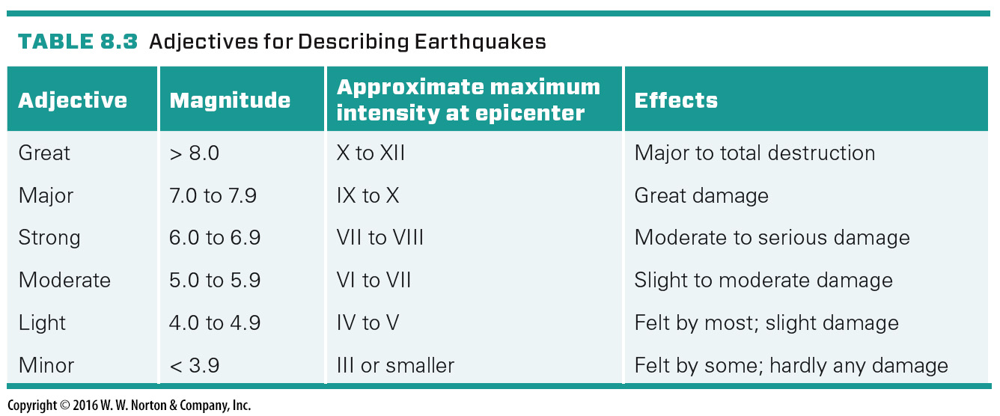 TABLE 8.3 Adjectives for Describing Earthquakes
Adjective Magnitude Approximate maximum intensity at epicenter Effects
Great > 8.0 X to XII Major to total destruction
Major 7.0 to 7.9 IX to X Great damage
Strong 6.0 to 6.9 VII to VIII Moderate to serious damage
Moderate 5.0 to 5.9 VI to VII Slight to moderate damage
Light 4.0 to 4.9 IV to V Felt by most; slight damage
Minor < 3.9 III or smaller Felt by some; hardly any damage
Copyright © 2016 W. W. Norton & Company, Inc.